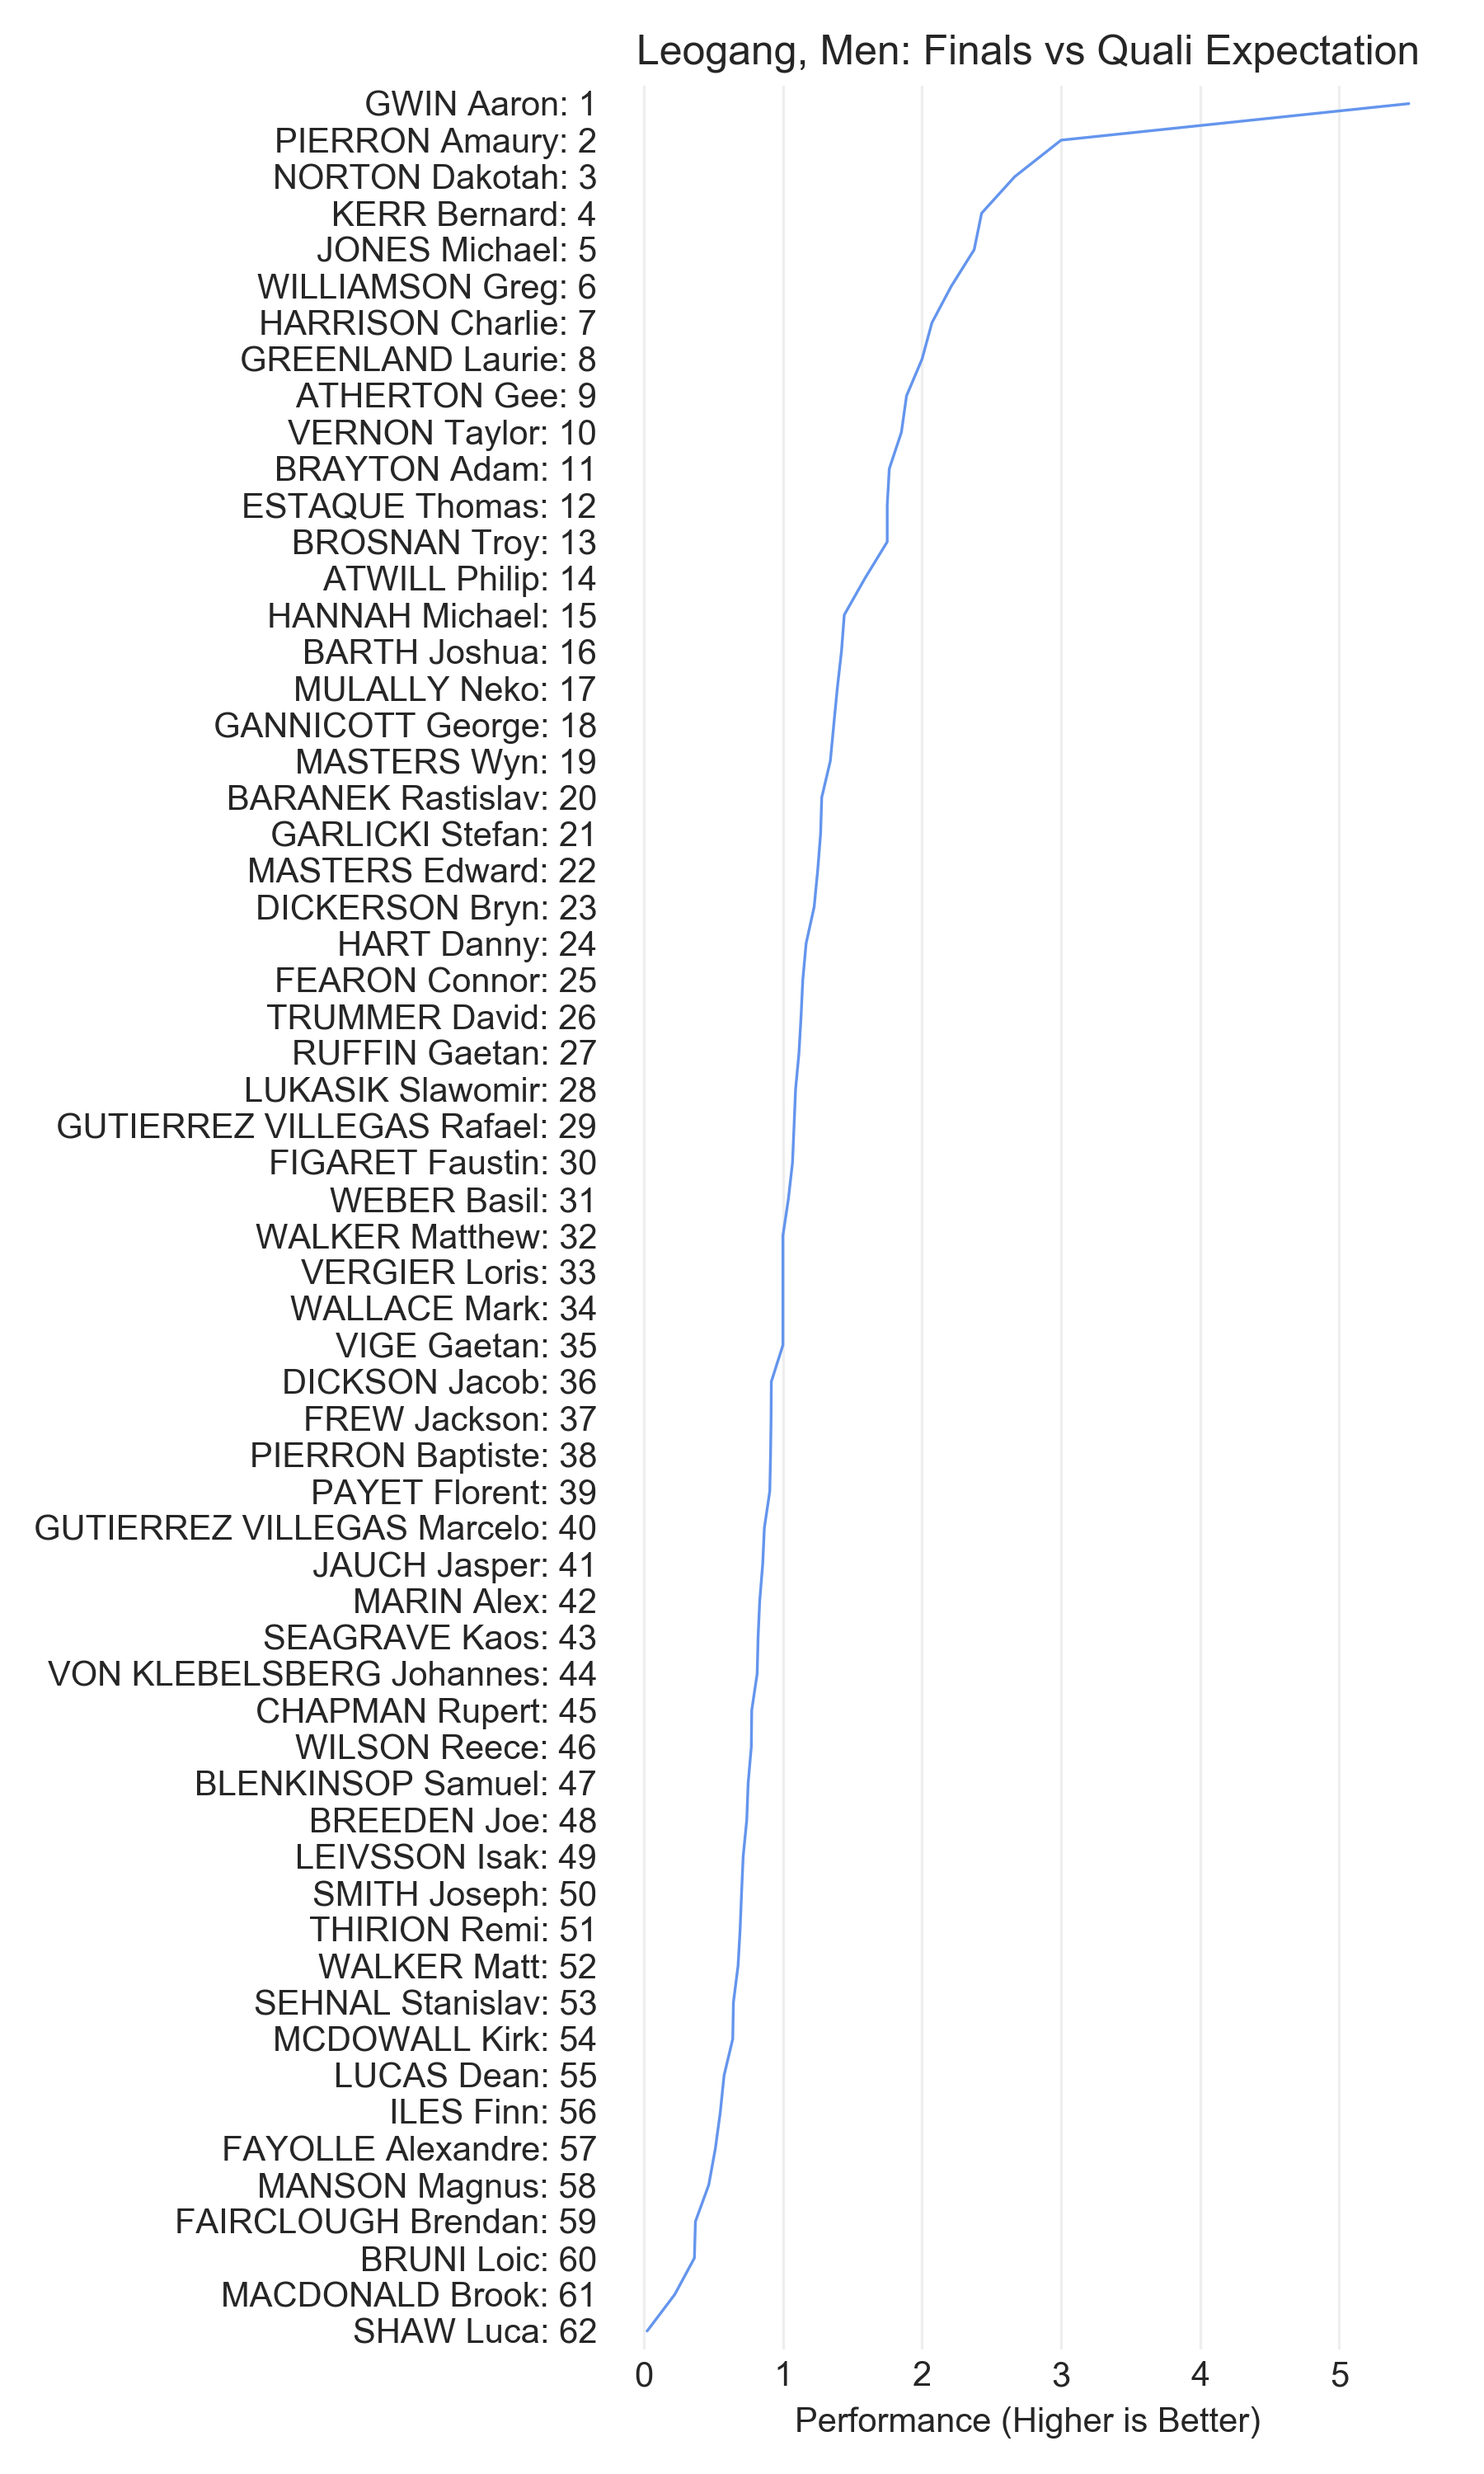 Leogang, Men: Finals vs Quali Expectation
GWIN Aaron: 1
PIERRON Amaury: 2
NORTON Dakotah: 3
KERR Bernard: 4
JONES Michael: 5
WILLIAMSON Greg: 6
HARRISON Charlie: 7
GREENLAND Laurie: 8
ATHERTON Gee: 9
VERNON Taylor: 10
BRAYTON Adam: 11
ESTAQUE Thomas: 12
BROSNAN Troy: 13
ATWILL Philip: 14
HANNAH Michael: 15
BARTH Joshua: 16
MULALLY Neko: 17
GANNICOTT George: 18
MASTERS Wyn: 19
BARANEK Rastislav: 20
GARLICKI Stefan: 21
MASTERS Edward: 22
DICKERSON Bryn: 23
HART Danny: 24
FEARON Connor: 25
TRUMMER David: 26
RUFFIN Gaetan: 27
LUKASIK Slawomir: 28
GUTIERREZ VILLEGAS Rafael: 29
FIGARET Faustin: 30
WEBER Basil: 31
WALKER Matthew: 32
VERGIER Loris: 33
WALLACE Mark: 34
VIGE Gaetan: 35
DICKSON Jacob: 36
FREW Jackson: 37
PIERRON Baptiste: 38
PAYET Florent: 39
GUTIERREZ VILLEGAS Marcelo: 40
JAUCH Jasper: 41
MARIN Alex: 42
SEAGRAVE Kaos: 43
VON KLEBELSBERG Johannes: 44
CHAPMAN Rupert: 45
WILSON Reece: 46
BLENKINSOP Samuel: 47
BREEDEN Joe: 48
LEIVSSON Isak: 49
SMITH Joseph: 50
THIRION Remi: 51
WALKER Matt: 52
SEHNAL Stanislav: 53
MCDOWALL Kirk: 54
LUCAS Dean: 55
ILES Finn: 56
FAYOLLE Alexandre: 57
MANSON Magnus: 58
FAIRCLOUGH Brendan: 59
BRUNI Loic: 60
MACDONALD Brook: 61
SHAW Luca: 62
0 1 2 3 4 5
Performance (Higher is Better)